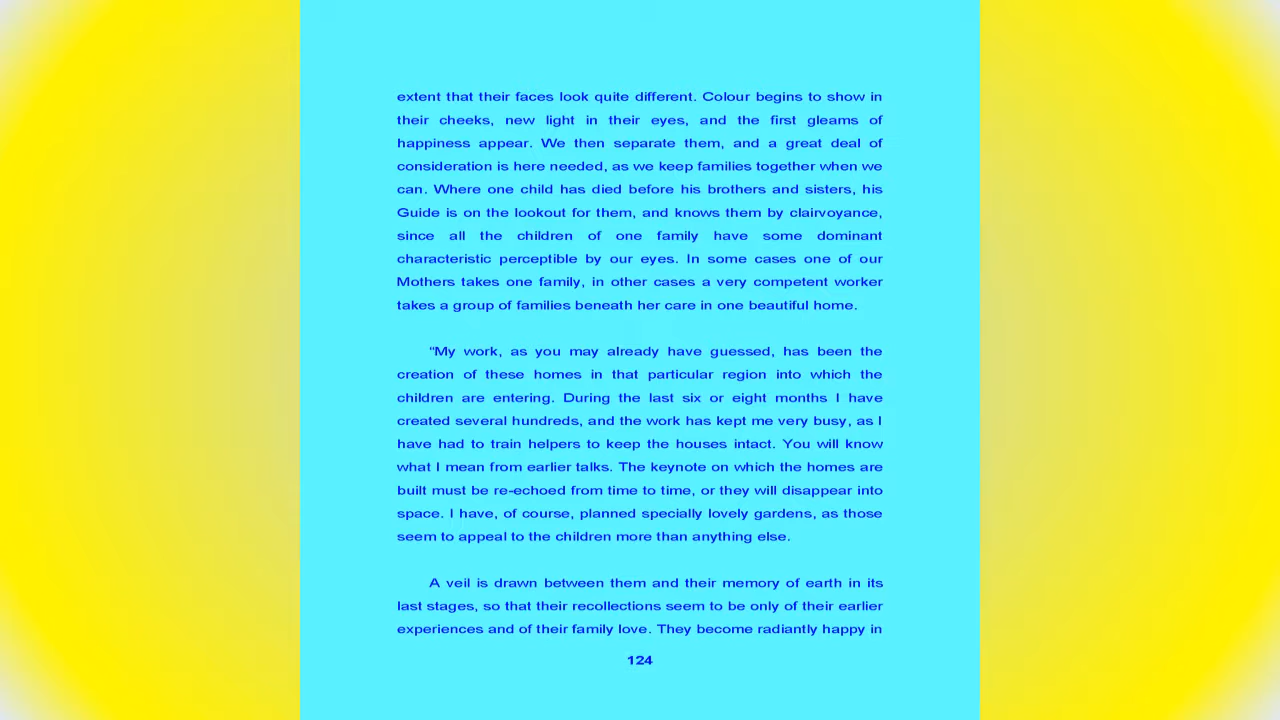 extent that their faces look quite different. Colour begins to show in
their cheeks, new light in their eyes, and the first gleams of
happiness appear. We then separate them, and a great deal of
consideration is here needed, as we keep families together when we
can. Where one child has died before his brothers and sisters, his
Guide is on the lookout for them, and knows them by clairvoyance,
since all the children of one family have some dominant
characteristic perceptible by our eyes. In some cases one of our
Mothers takes one family, in other cases a very competent worker
takes a group of families beneath her care in one beautiful home.
“My work, as you may already have guessed, has been the
creation of these homes in that particular region into which the
children are entering. During the last six or eight months I have
created several hundreds, and the work has kept me very busy, as I
have had to train helpers to keep the houses intact. You will know
what I mean from earlier talks. The keynote on which the homes are
built must be re-echoed from time to time, or they will disappear into
space. I have, of course, planned specially lovely gardens, as those
seem to appeal to the children more than anything else.
A veil is drawn between them and their memory of earth in its
last stages, so that their recollections seem to be only of their earlier
experiences and of their family love. They become radiantly happy in
124